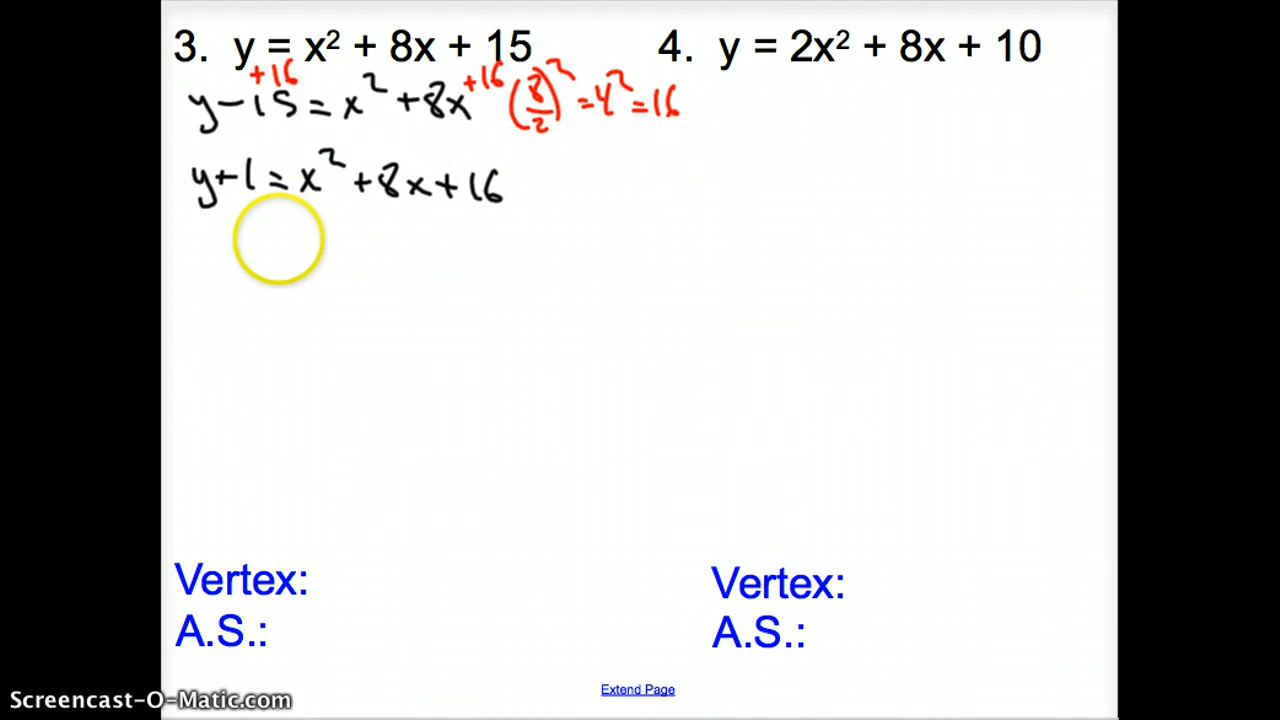 3. y = x² + 8x + 15
+16 +16
y - 15 = x² + 8x (8/2)² = 4² = 16
y + 1 = x² + 8x + 16
4. y = 2x² + 8x + 10
Vertex:
A.S.:
Vertex:
A.S.:
Extend Page
Screencast-O-Matic.com